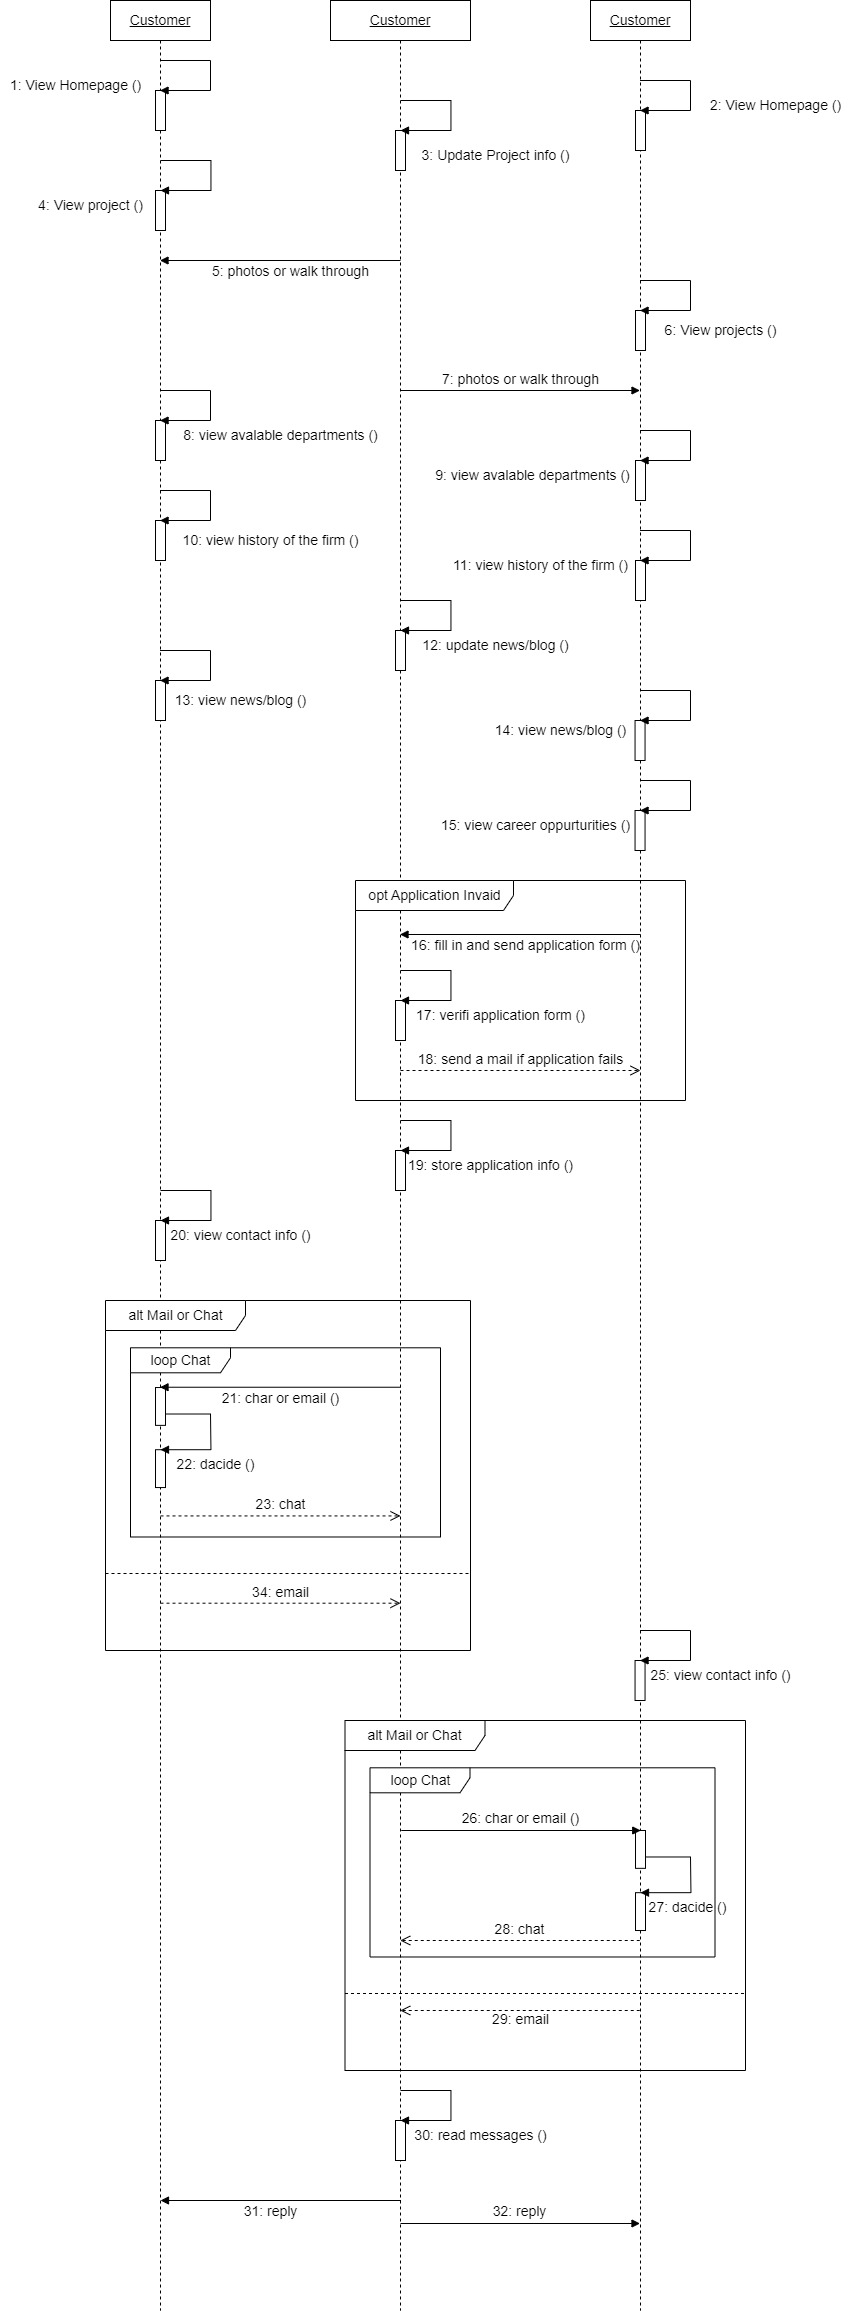 Customer
Customer
Customer
1: View Homepage ()
2: View Homepage ()
3: Update Project info ()
4: View project ()
5: photos or walk through
6: View projects ()
7: photos or walk through
8: view avalable departments ()
9: view avalable departments ()
10: view history of the firm ()
11: view history of the firm ()
12: update news/blog ()
13: view news/blog ()
14: view news/blog ()
15: view career oppurturities ()
opt Application Invaid
16: fill in and send application form ()
17: verifi application form ()
18: send a mail if application fails
19: store application info ()
20: view contact info ()
alt Mail or Chat
loop Chat
21: char or email ()
22: dacide ()
23: chat
34: email
25: view contact info ()
alt Mail or Chat
loop Chat
26: char or email ()
27: dacide ()
28: chat
29: email
30: read messages ()
31: reply
32: reply